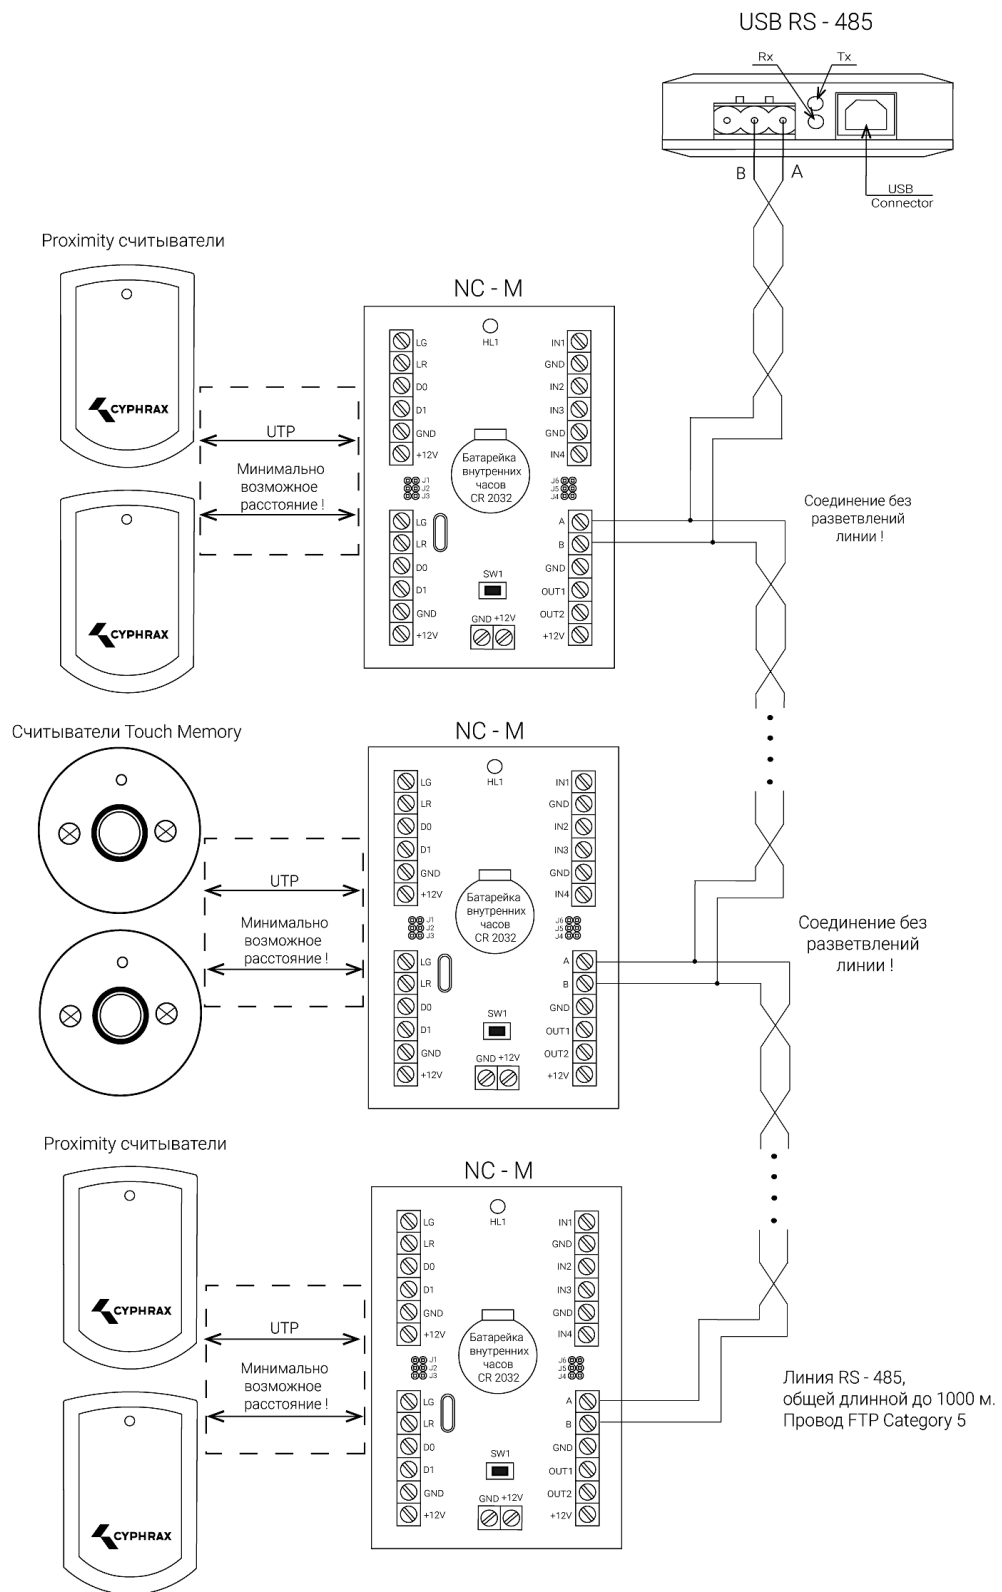 USB RS - 485
Rx
Tx
B
A
USB
Connector
Proximity считыватели
CYPHRAX
CYPHRAX
UTP
Минимально
возможное
расстояние !
NC - M
HL1
LG
LR
D0
D1
GND
+12V
IN1
GND
IN2
IN3
GND
IN4
Батарейка
внутренних
часов
CR 2032
J1
J2
J3
J6
J5
J4
LG
LR
D0
D1
GND
+12V
A
B
GND
OUT1
OUT2
+12V
SW1
GND +12V
Соединение без
разветвлений
линии !
Считыватели Touch Memory
UTP
Минимально
возможное
расстояние !
NC - M
HL1
LG
LR
D0
D1
GND
+12V
IN1
GND
IN2
IN3
GND
IN4
Батарейка
внутренних
часов
CR 2032
J1
J2
J3
J6
J5
J4
LG
LR
D0
D1
GND
+12V
A
B
GND
OUT1
OUT2
+12V
SW1
GND +12V
Соединение без
разветвлений
линии !
Proximity считыватели
CYPHRAX
CYPHRAX
UTP
Минимально
возможное
расстояние !
NC - M
HL1
LG
LR
D0
D1
GND
+12V
IN1
GND
IN2
IN3
GND
IN4
Батарейка
внутренних
часов
CR 2032
J1
J2
J3
J6
J5
J4
LG
LR
D0
D1
GND
+12V
A
B
GND
OUT1
OUT2
+12V
SW1
GND +12V
Линия RS - 485,
общей длинной до 1000 м.
Провод FTP Category 5